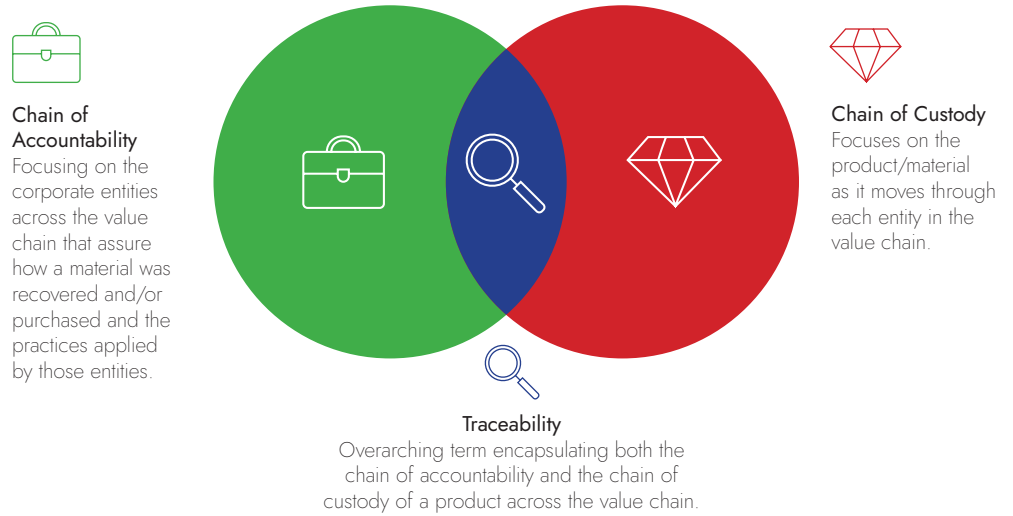 Chain of
Accountability
Focusing on the
corporate entities
across the value
chain that assure
how a material was
recovered and/or
purchased and the
practices applied
by those entities.
Chain of Custody
Focuses on the
product/material
as it moves through
each entity in the
value chain.
Traceability
Overarching term encapsulating both the
chain of accountability and the chain of
custody of a product across the value chain.